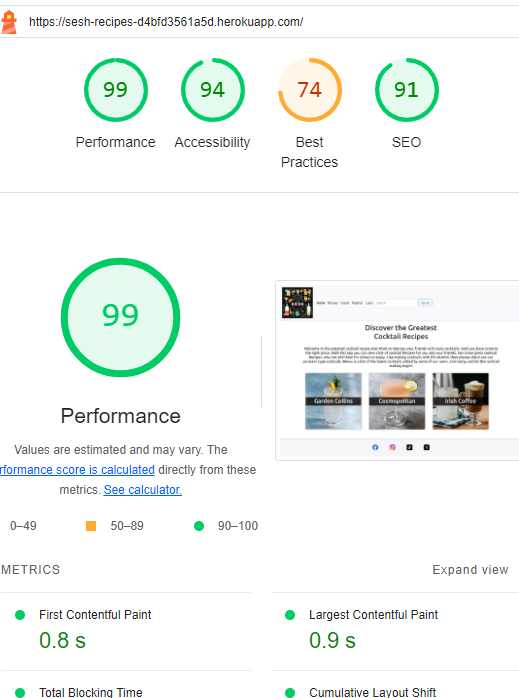 https://sesh-recipes-d4bfd3561a5d.herokuapp.com/
99
94
74
91
Performance
Accessibility
Best
Practices
SEO
99
Performance
Values are estimated and may vary. The
rformance score is calculated directly from these
metrics. See calculator.
0–49
50–89
90–100
Discover the Greatest
Cocktail Recipes
Garden Collins
Cosmopolitan
Irish Coffee
METRICS
Expand view
First Contentful Paint
0.8 s
Largest Contentful Paint
0.9 s
Total Blocking Time
Cumulative Layout Shift